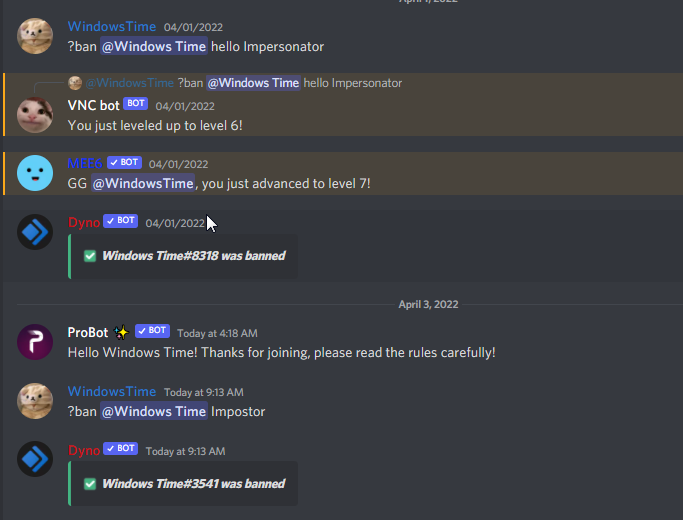 April 1, 2022
WindowsTime 04/01/2022
?ban @Windows Time hello Impersonator
@WindowsTime ?ban @Windows Time hello Impersonator
VNC bot BOT 04/01/2022
You just leveled up to level 6!
MEE6 ✓ BOT 04/01/2022
GG @WindowsTime, you just advanced to level 7!
Dyno ✓ BOT 04/01/2022
✅ Windows Time#8318 was banned
April 3, 2022
ProBot ✨ ✓ BOT Today at 4:18 AM
Hello Windows Time! Thanks for joining, please read the rules carefully!
WindowsTime Today at 9:13 AM
?ban @Windows Time Impostor
Dyno ✓ BOT Today at 9:13 AM
✅ Windows Time#3541 was banned